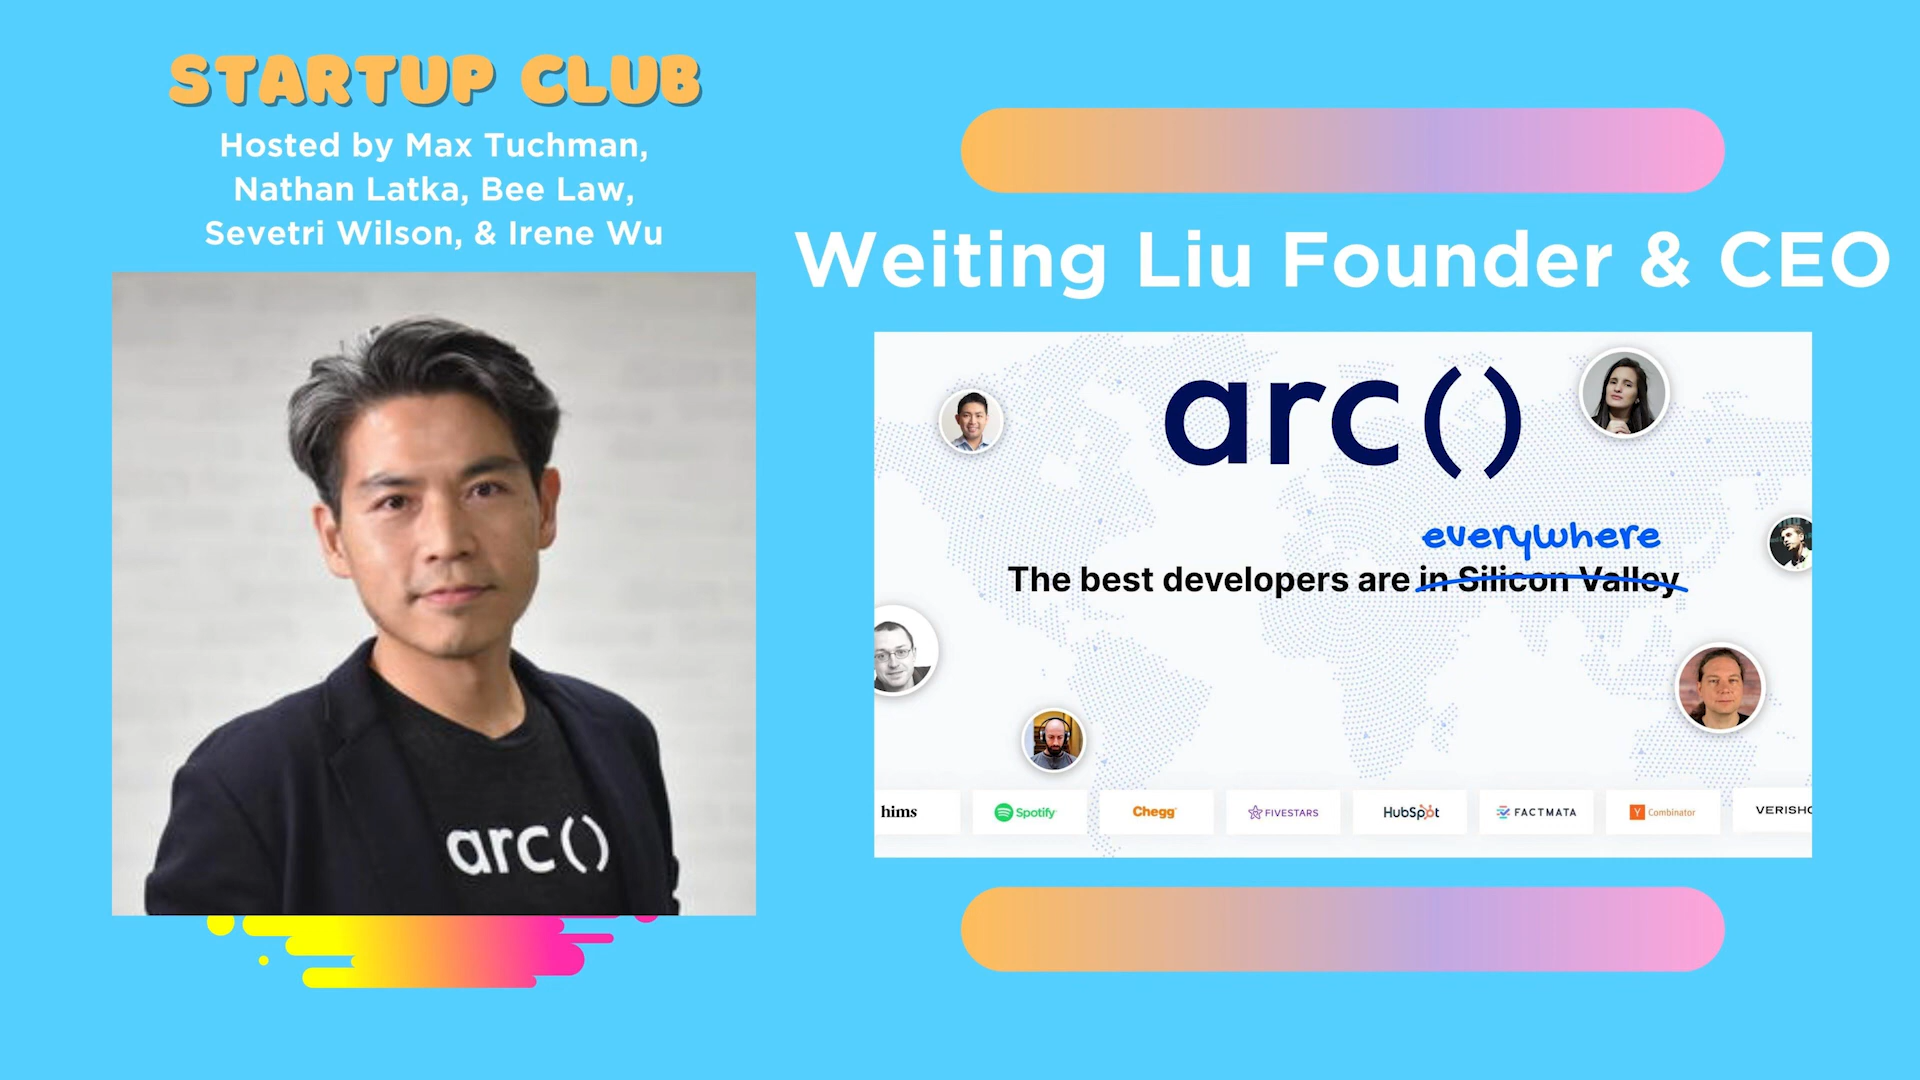 STARTUP CLUB
Hosted by Max Tuchman,
Nathan Latka, Bee Law,
Sevetri Wilson, & Irene Wu
arc()
Weiting Liu Founder & CEO
arc()
everywhere
The best developers are in Silicon Valley
hims
Spotify
Chegg
FIVESTARS
HubSpot
FACTMATA
Y Combinator
VERISHO